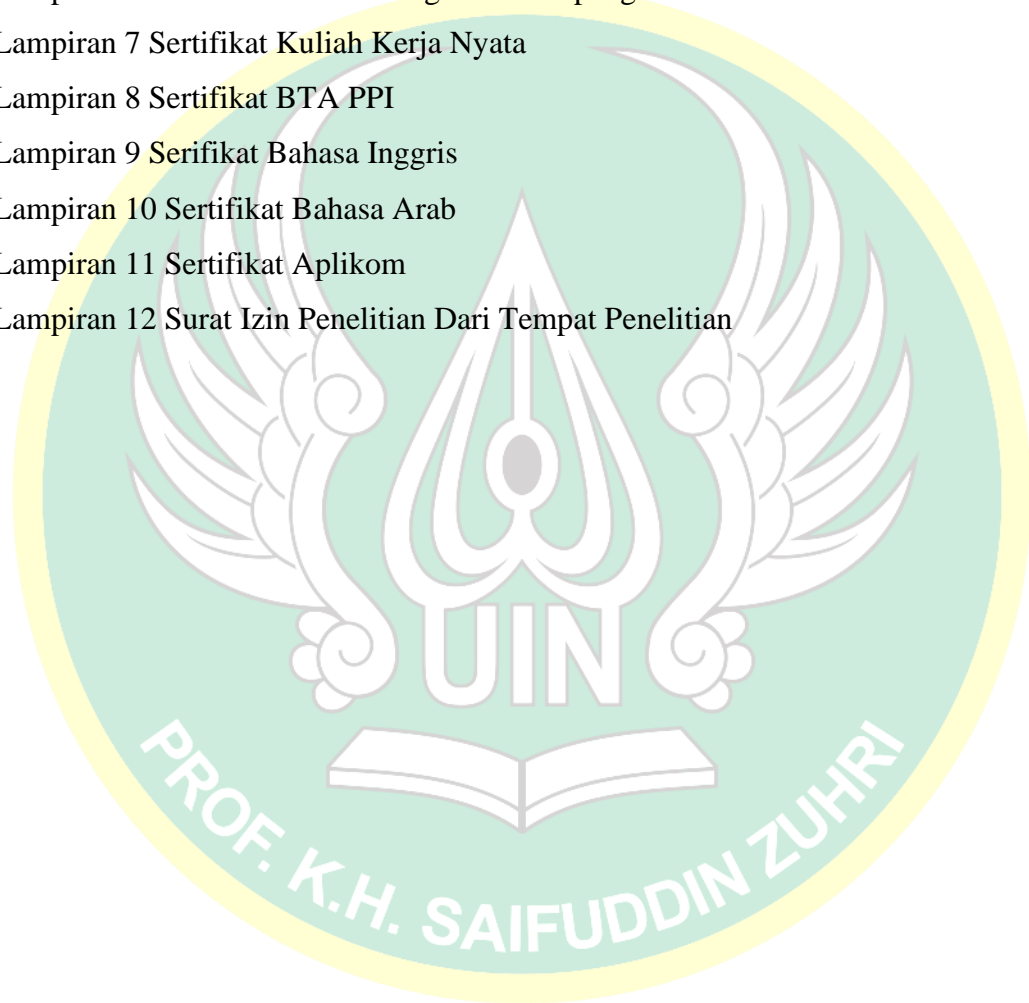 Lampiran 7 Sertifikat Kuliah Kerja Nyata
Lampiran 8 Sertifikat BTA PPI
Lampiran 9 Serifikat Bahasa Inggris
Lampiran 10 Sertifikat Bahasa Arab
Lampiran 11 Sertifikat Aplikom
Lampiran 12 Surat Izin Penelitian Dari Tempat Penelitian
UIN
PROF. K.H. SAIFUDDIN ZUHRI